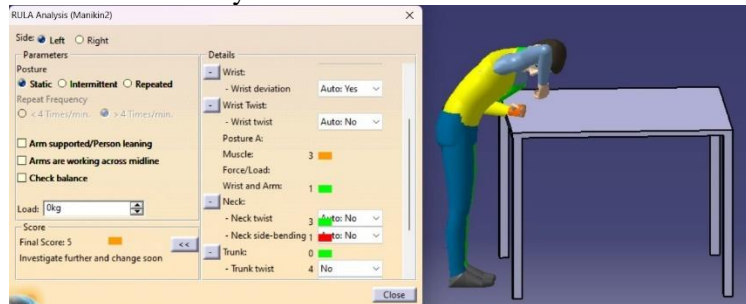 RULA Analysis (Manikin2)
Side: Left Right
Parameters
Posture
Static Intermittent Repeated
Repeat Frequency
< 4 Times/min. > 4 Times/min.
Arm supported/Person leaning
Arms are working across midline
Check balance
Load: 0kg
Score
Final Score: 5
<<
Investigate further and change soon
Details
- Wrist:
- Wrist deviation Auto: Yes
- Wrist Twist:
- Wrist twist Auto: No
Posture A:
Muscle: 3
Force/Load:
Wrist and Arm: 1
- Neck:
- Neck twist 3 Auto: No
- Neck side-bending 1 Auto: No
- Trunk: 0
- Trunk twist 4 No
Close